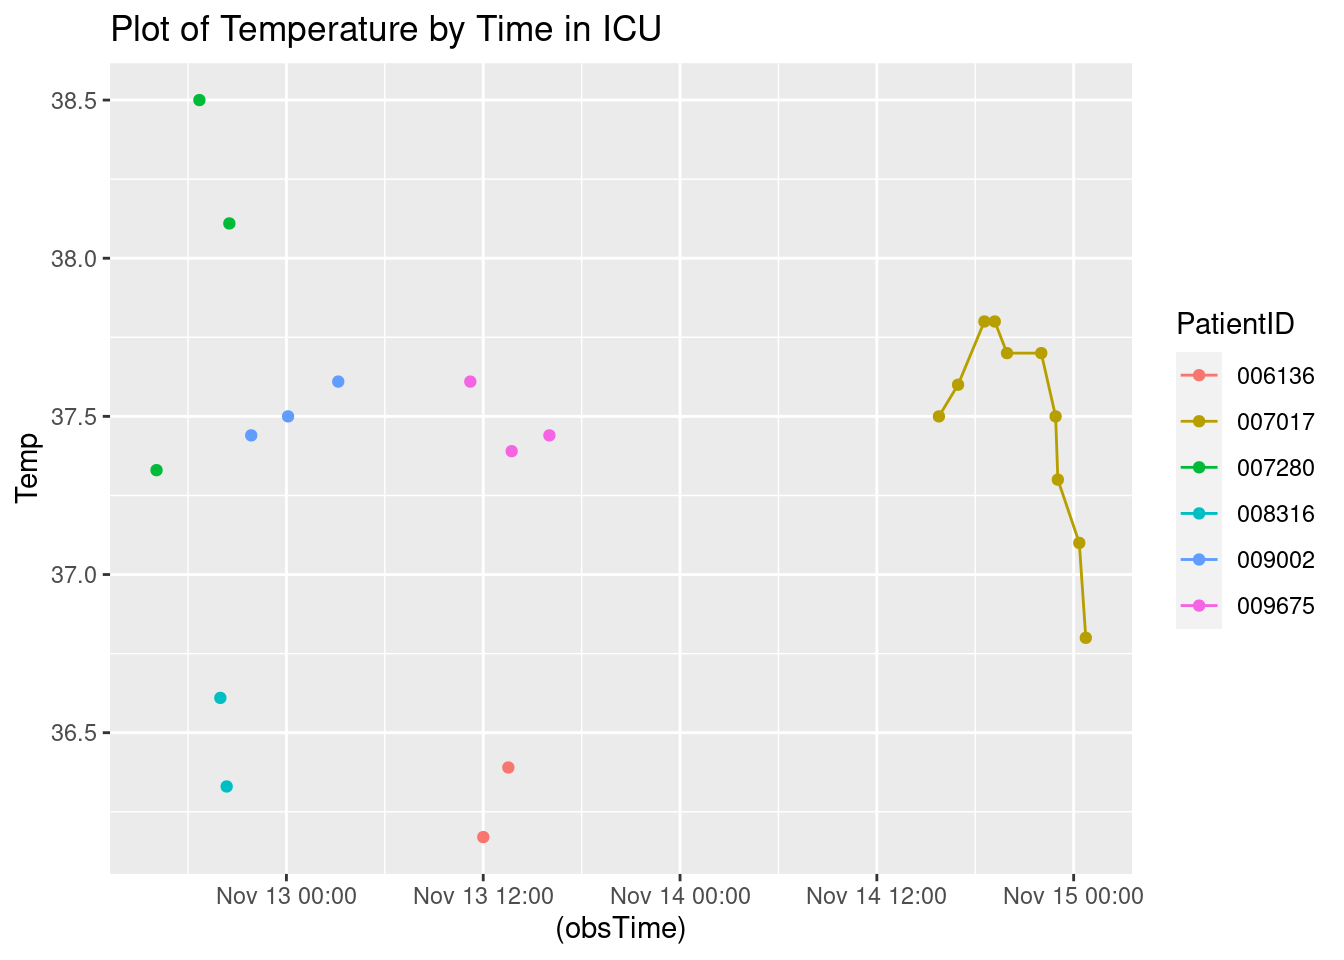 Plot of Temperature by Time in ICU
38.5
38.0
37.5
37.0
36.5
Temp
Nov 13 00:00
Nov 13 12:00
Nov 14 00:00
Nov 14 12:00
Nov 15 00:00
(obsTime)
PatientID
006136
007017
007280
008316
009002
009675